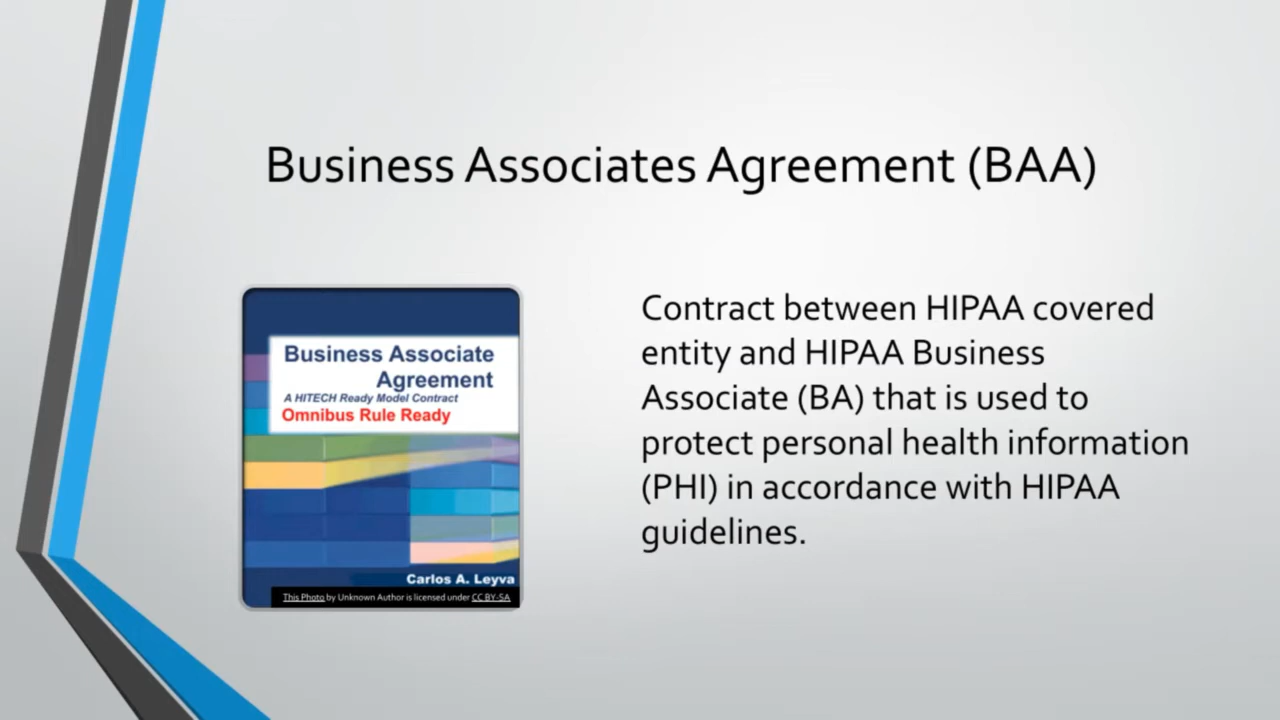 Business Associates Agreement (BAA)
Business Associate
Agreement
A HITECH Ready Model Contract
Omnibus Rule Ready
Carlos A. Leyva
This Photo by Unknown Author is licensed under CC BY-SA
Contract between HIPAA covered
entity and HIPAA Business
Associate (BA) that is used to
protect personal health information
(PHI) in accordance with HIPAA
guidelines.